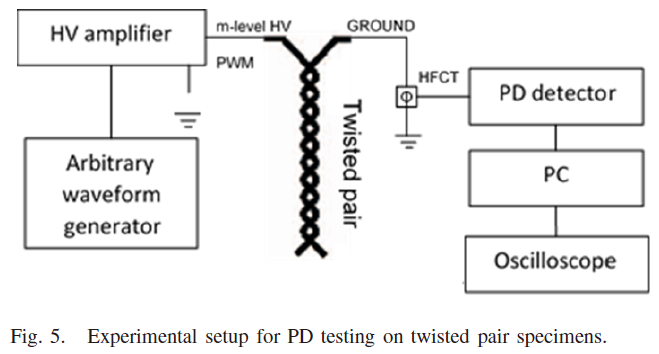 HV amplifier
m-level HV
PWM
GROUND
HFCT
Φ
PD detector
Arbitrary
waveform
generator
Twisted pair
PC
Oscilloscope
Fig. 5. Experimental setup for PD testing on twisted pair specimens.